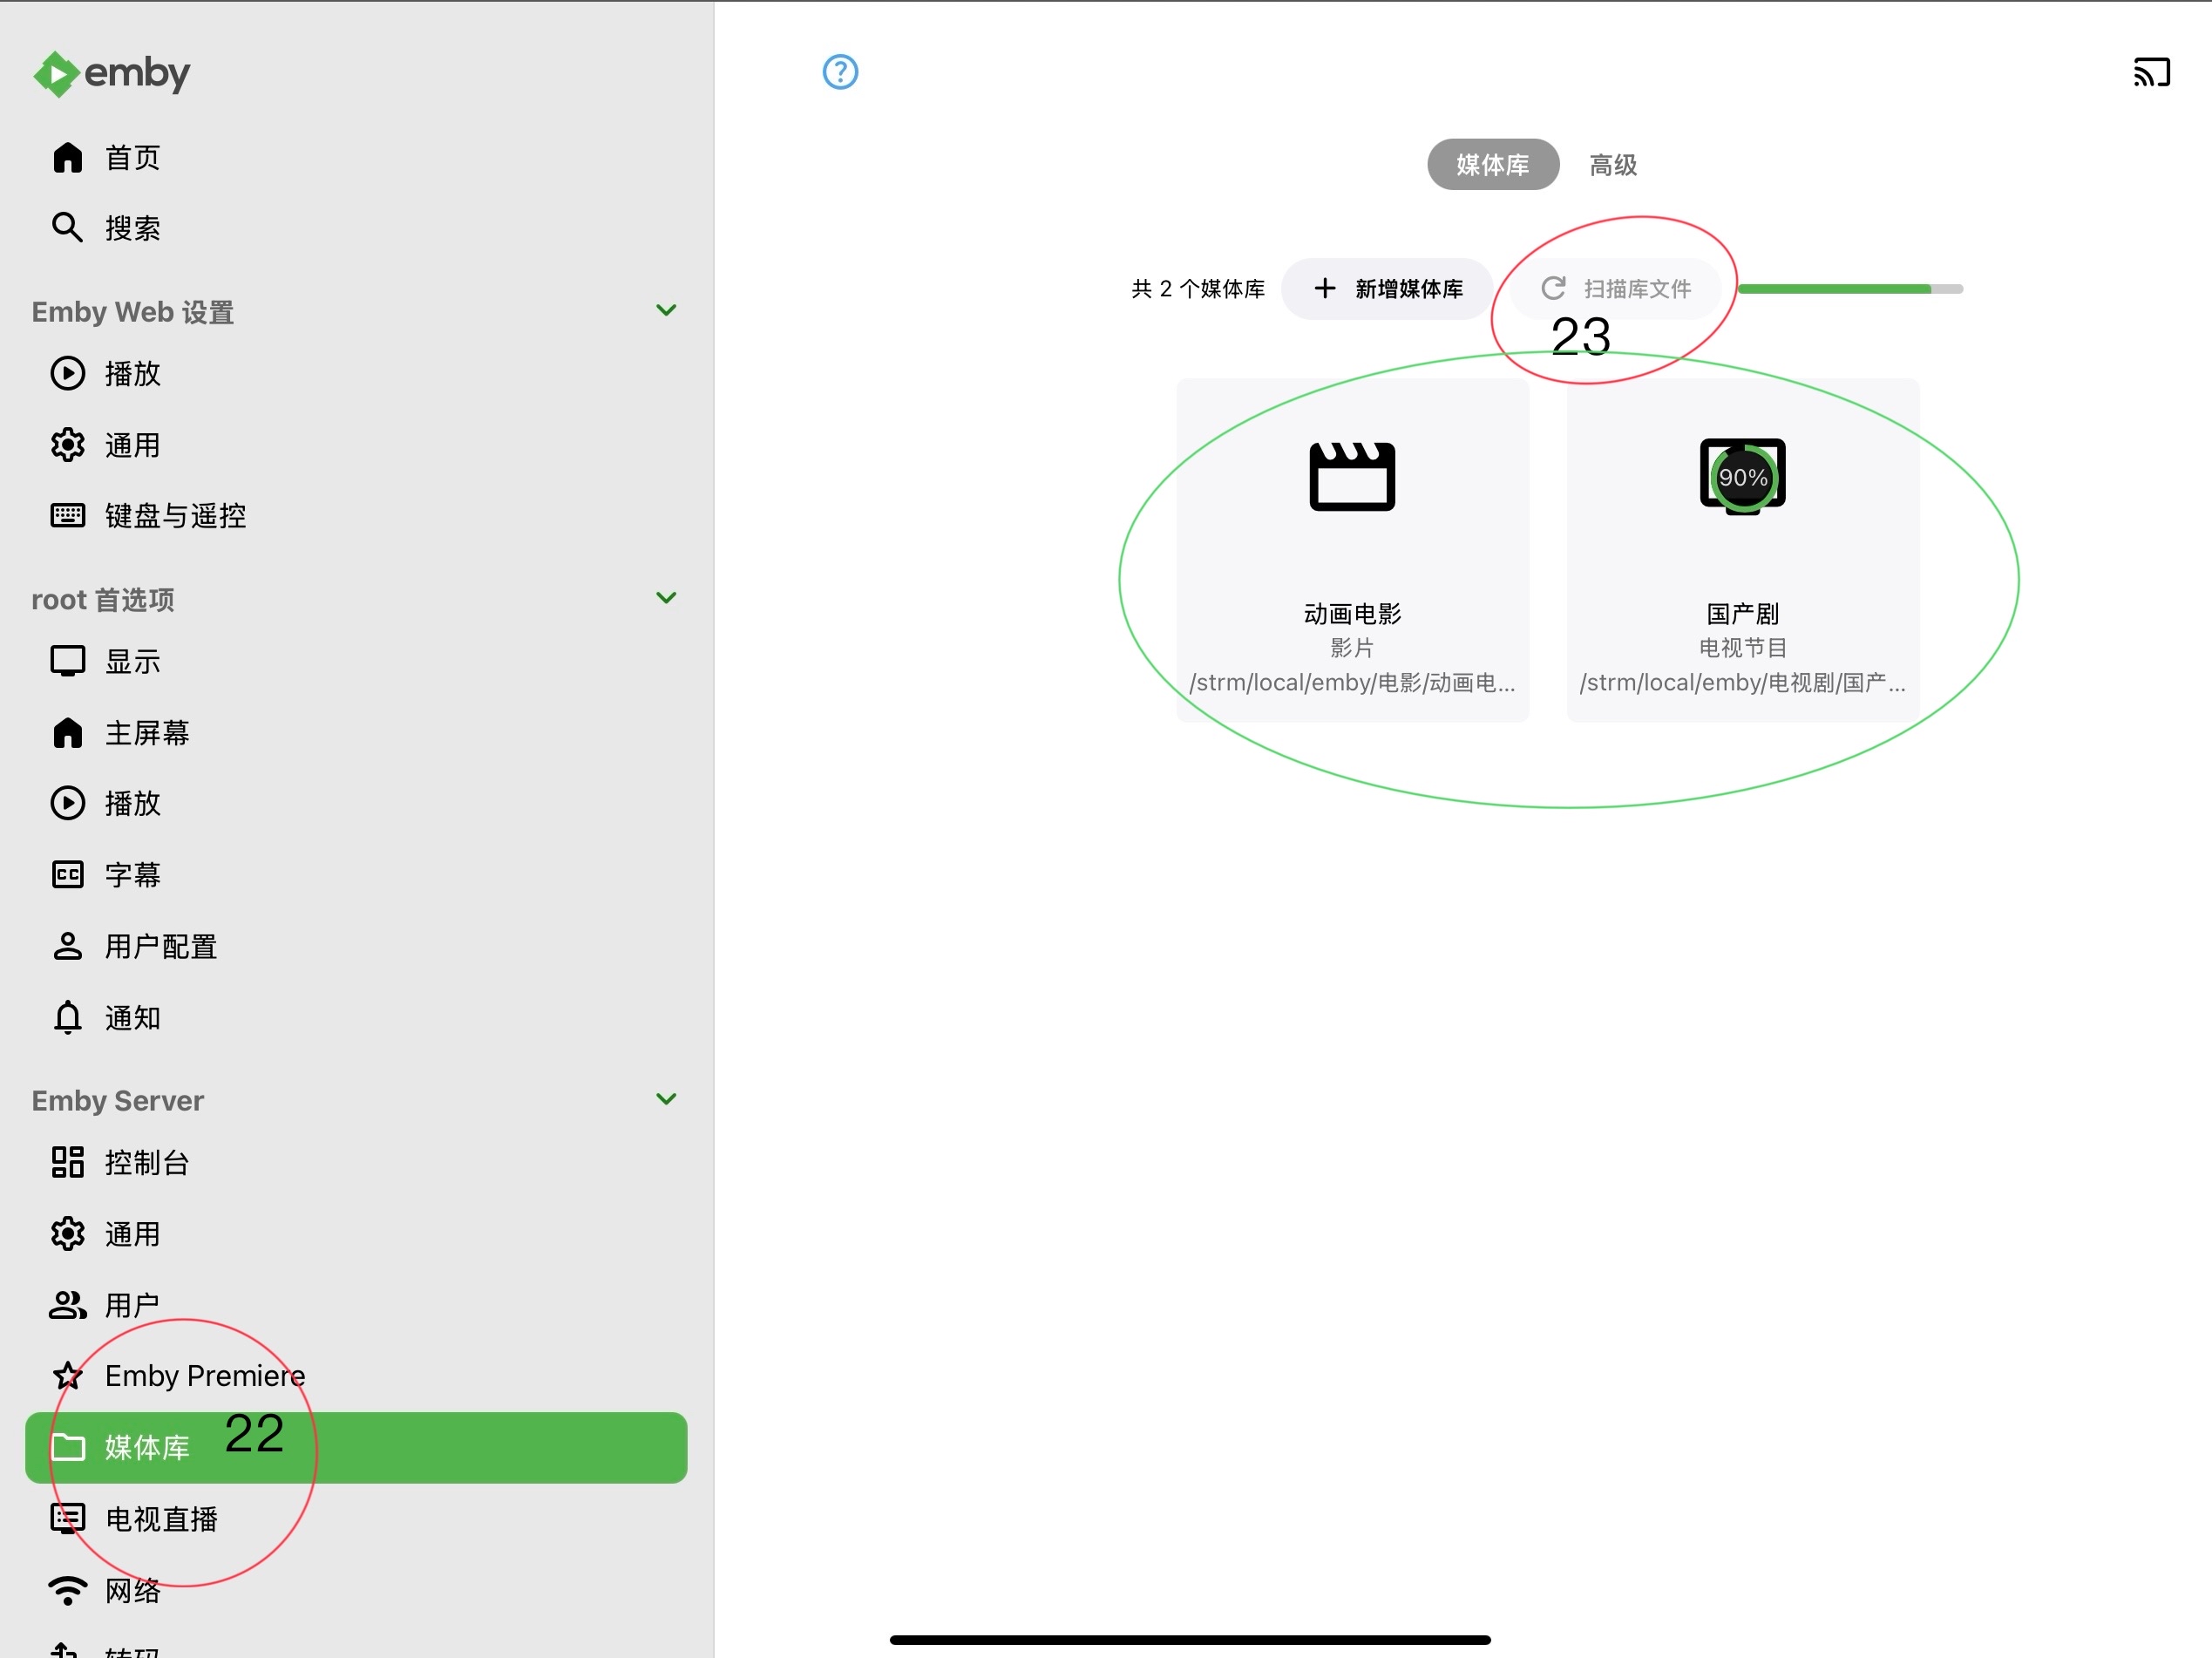 emby
首页
搜索
Emby Web 设置
播放
通用
键盘与遥控
root 首选项
显示
主屏幕
播放
字幕
用户配置
通知
Emby Server
控制台
通用
用户
Emby Premiere
媒体库 22
电视直播
网络
转码
媒体库 高级
共 2 个媒体库 新增媒体库 扫描库文件
23
90%
动画电影
影片
/strm/local/emby/电影/动画电...
国产剧
电视节目
/strm/local/emby/电视剧/国产...